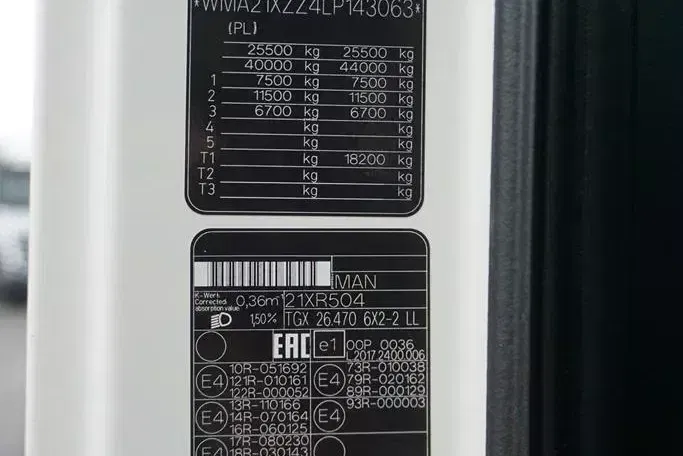 *WMA21XZZ4LP143063*
(PL)
25500 kg 25500 kg
40000 kg 44000 kg
1 7500 kg 7500 kg
2 11500 kg 11500 kg
3 6700 kg 6700 kg
4 kg kg
5 kg kg
T1 kg 18200 kg
T2 kg kg
T3 kg kg
MAN
K-Wert
Corrected
absorption value: 0,36m⁻¹ 21XR504
1,50% TGX 26.470 6X2-2 LL
EAC e1 00P 0036
L2017.2400.006
10R-051692 73R-010038
E4 121R-010161 E4 79R-020162
122R-000052 89R-000129
13R-110166 93R-000003
E4 14R-070164 E4
16R-060125
17R-080230
E4 18R-030143